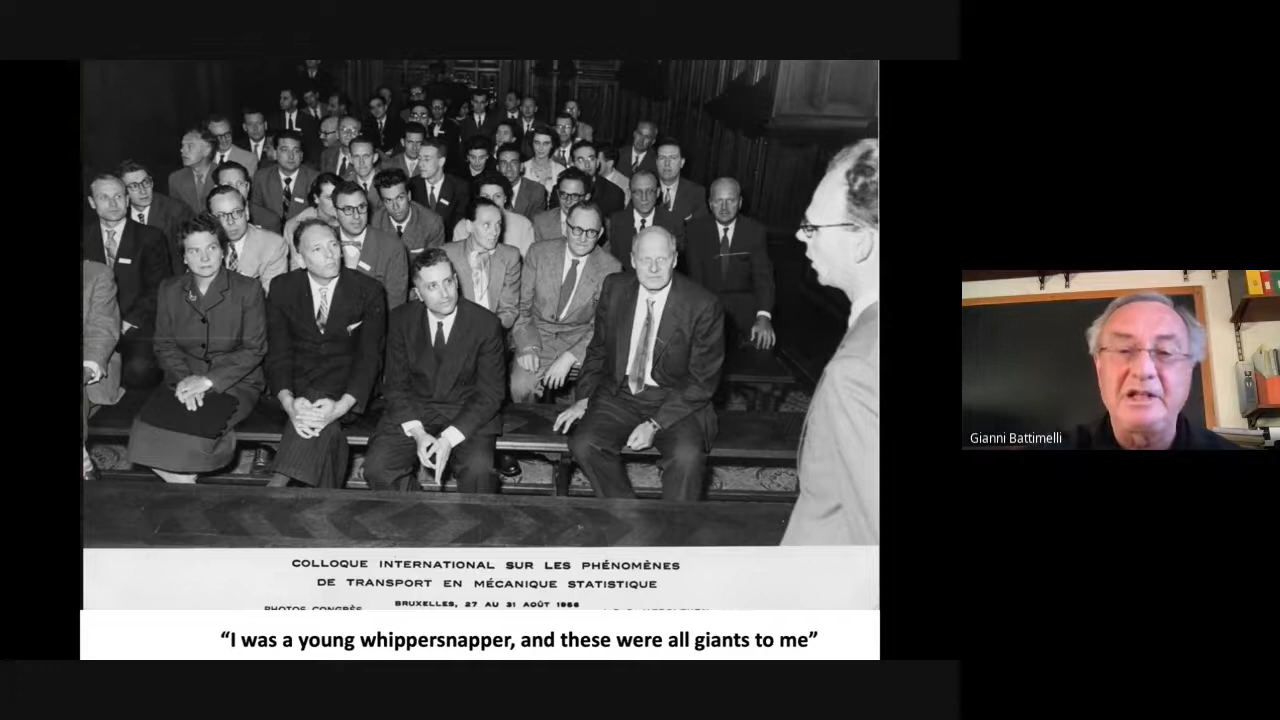 COLLOQUE INTERNATIONAL SUR LES PHÉNOMÈNES
DE TRANSPORT EN MÉCANIQUE STATISTIQUE
BRUXELLES, 27 AU 31 AOÛT 1956
PHOTOS CONGRÈS
“I was a young whippersnapper, and these were all giants to me”
Gianni Battimelli